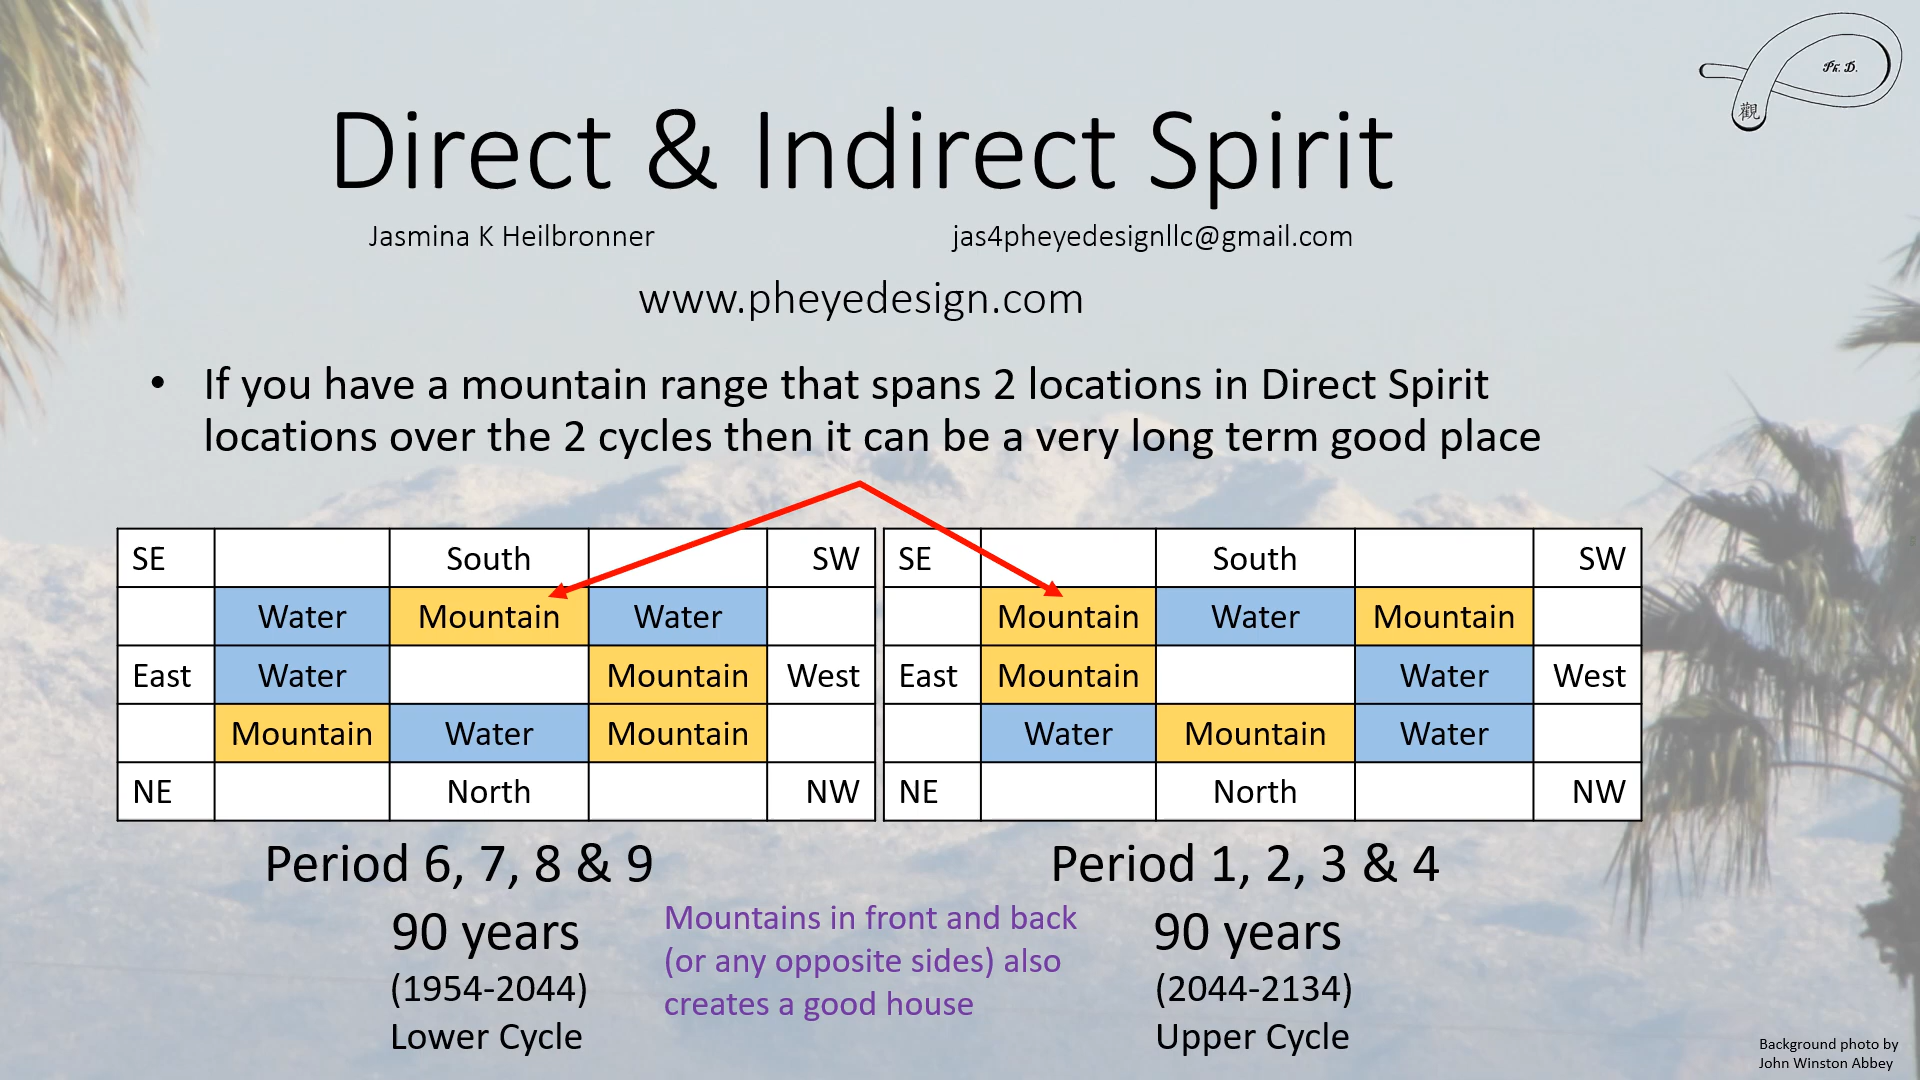 Ph. D.
觀
Direct & Indirect Spirit
Jasmina K Heilbronner jas4pheyedesignllc@gmail.com
www.pheyedesign.com
• If you have a mountain range that spans 2 locations in Direct Spirit
locations over the 2 cycles then it can be a very long term good place
SE South SW
Water Mountain Water
East Water Mountain West
Mountain Water Mountain
NE North NW
SE South SW
Mountain Water Mountain
East Mountain Water West
Water Mountain Water
NE North NW
Period 6, 7, 8 & 9
90 years
(1954-2044)
Lower Cycle
Mountains in front and back
(or any opposite sides) also
creates a good house
Period 1, 2, 3 & 4
90 years
(2044-2134)
Upper Cycle
Background photo by
John Winston Abbey